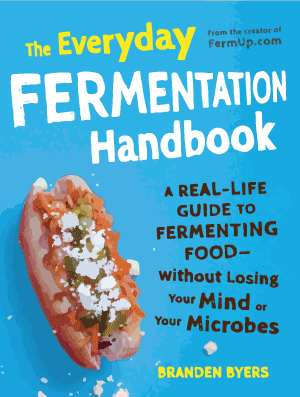 The Everyday
From the creator of
FermUp.com
FERMENTATION
Handbook
A REAL-LIFE
GUIDE TO
FERMENTING
FOOD—
without Losing
Your Mind or
Your Microbes
BRANDEN BYERS